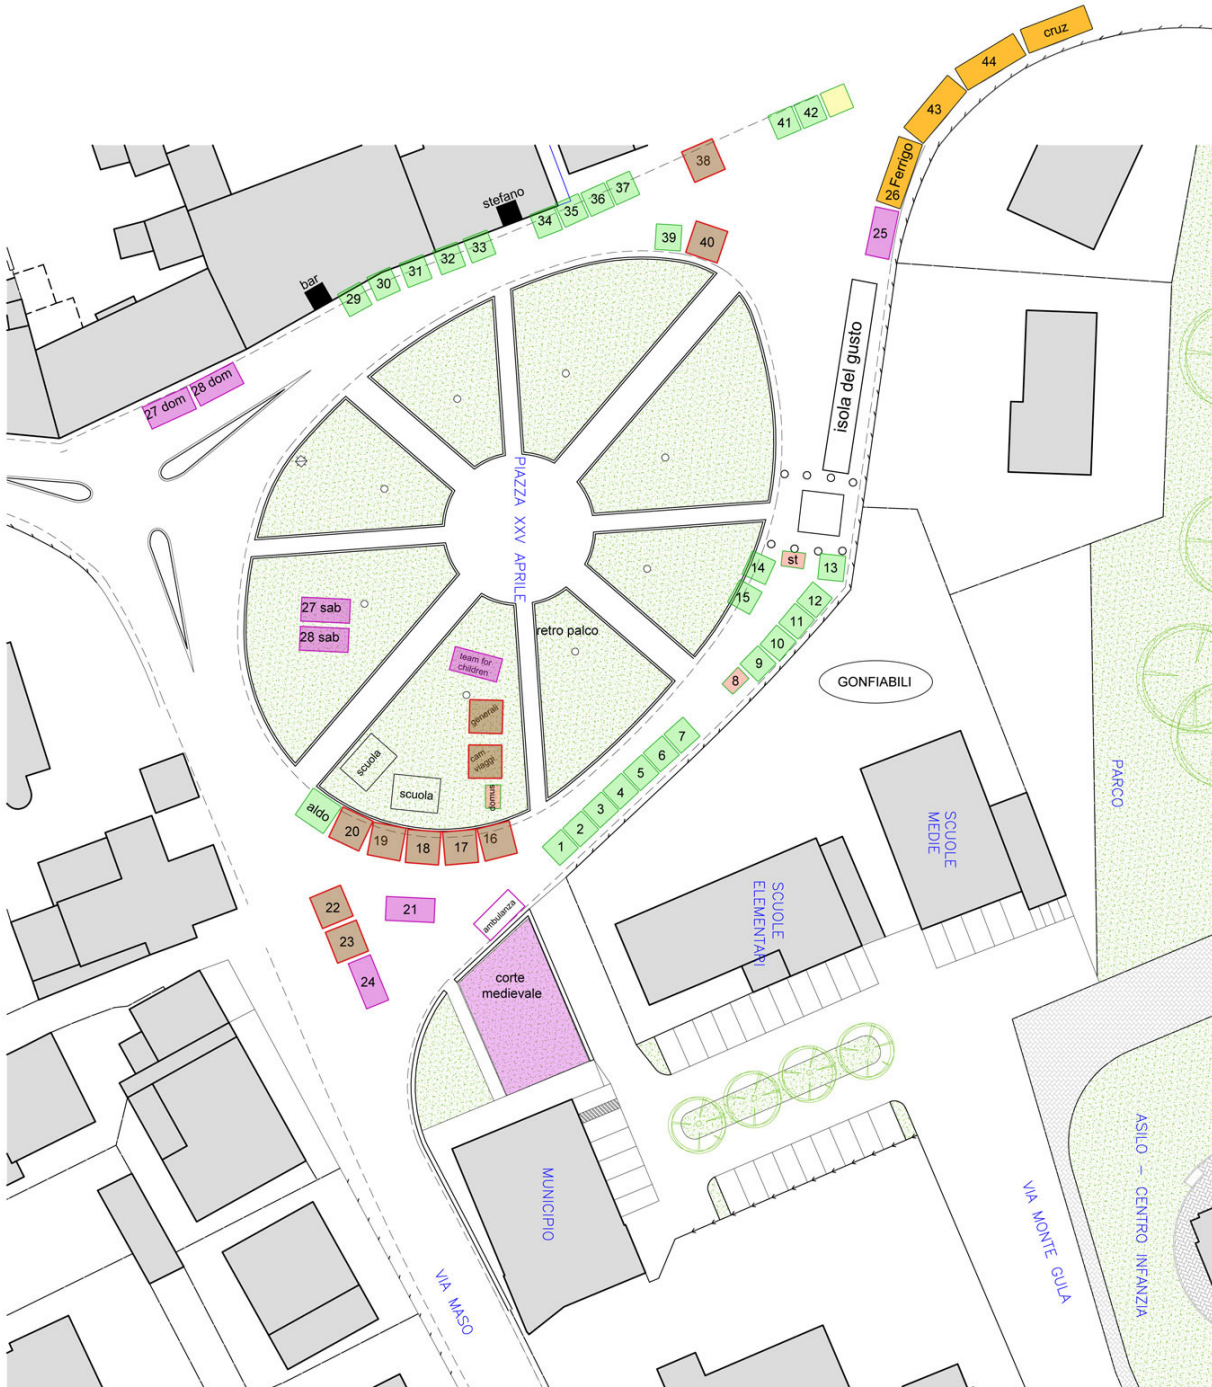 cruz
44
43
Ferrigo
26
25
41
42
38
37
36
35
34
stefano
33
32
31
30
29
bar
39
40
28 dom
27 dom
isola del gusto
PIAZZA XXV APRILE
st
13
14
15
12
11
10
9
8
GONFIABILI
27 sab
28 sab
retro palco
team for
children
generali
cam
viaggi
scuola
scuola
aldo
20
19
18
17
16
7
6
5
4
3
2
1
22
23
24
21
ambulanza
corte
medievale
PARCO
SCUOLE
MEDIE
SCUOLE
ELEMENTARI
MUNICIPIO
VIA MASO
VIA MONTE GULA
ASILO – CENTRO INFANZIA